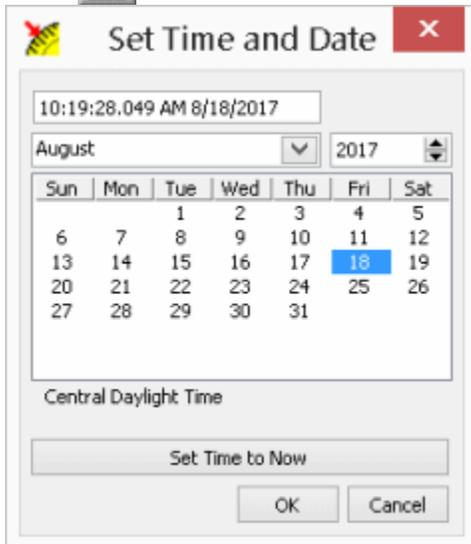 Set Time and Date
10:19:28.049 AM 8/18/2017
August 2017
Sun Mon Tue Wed Thu Fri Sat
1 2 3 4 5
6 7 8 9 10 11 12
13 14 15 16 17 18 19
20 21 22 23 24 25 26
27 28 29 30 31
Central Daylight Time
Set Time to Now
OK Cancel